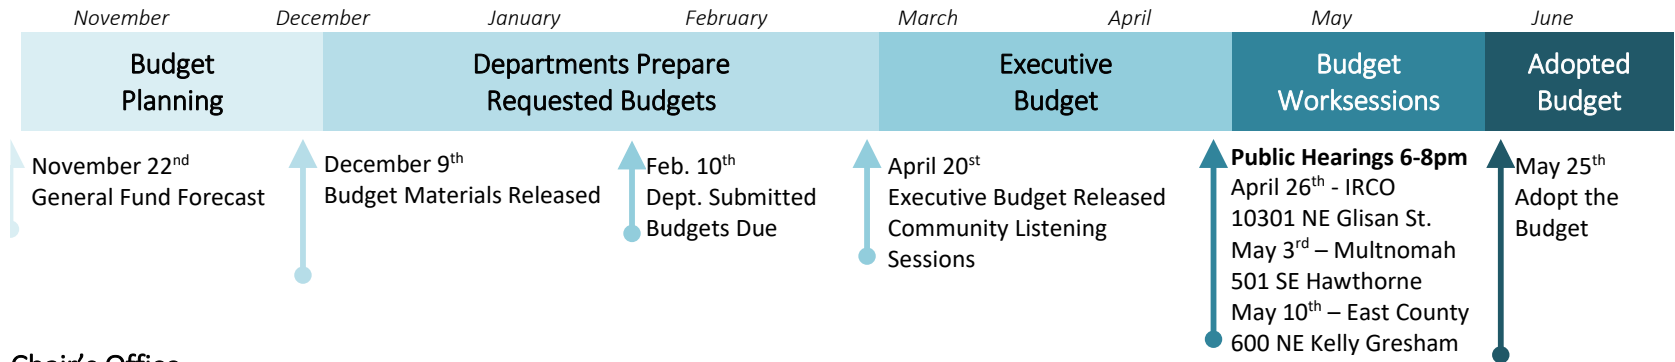 November December January February March April May June
Budget
Planning
Departments Prepare
Requested Budgets
Executive
Budget
Budget
Worksessions
Adopted
Budget
November 22nd
General Fund Forecast
December 9th
Budget Materials Released
Feb. 10th
Dept. Submitted
Budgets Due
April 20st
Executive Budget Released
Community Listening
Sessions
Public Hearings 6-8pm
April 26th - IRCO
10301 NE Glisan St.
May 3rd – Multnomah
501 SE Hawthorne
May 10th – East County
600 NE Kelly Gresham
May 25th
Adopt the
Budget
Chair's Office